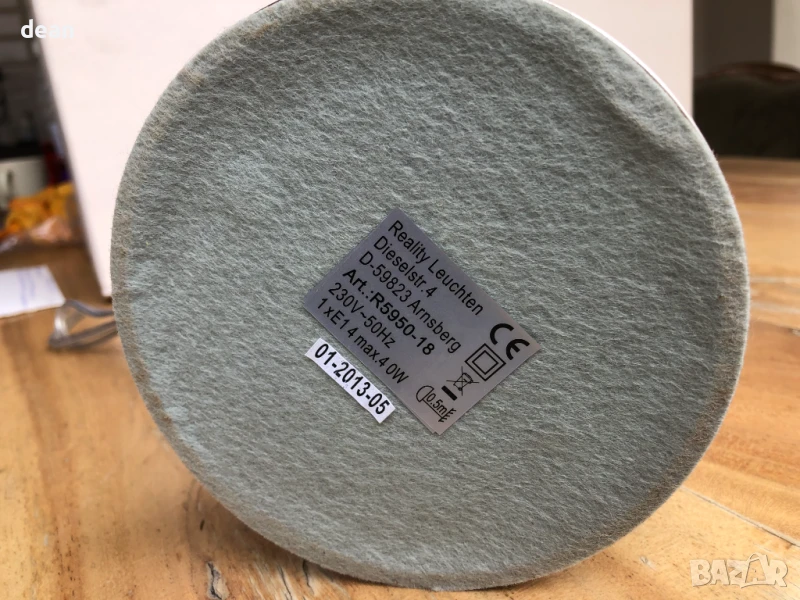 dear
Reality Leuchten
Dieselstr.4
D-59823 Arnsberg
Art.:R5950-18
230V~50Hz
1xE14 max.40W
CE
0.5m
01-2013-05
BAZAR